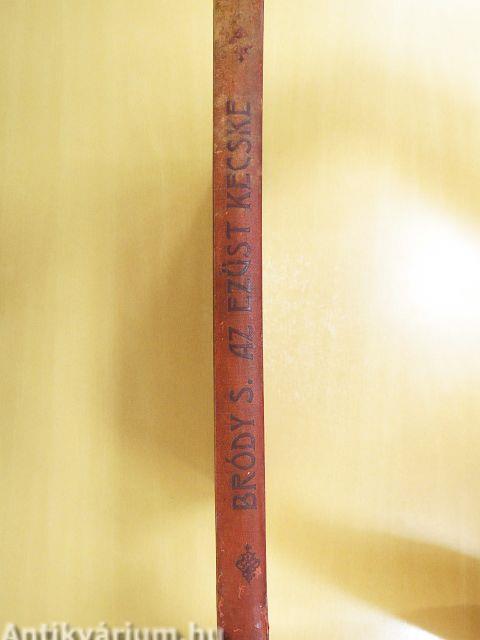 BRÓDY S. AZ EZÜST KECSKE
Antikvárium.hu